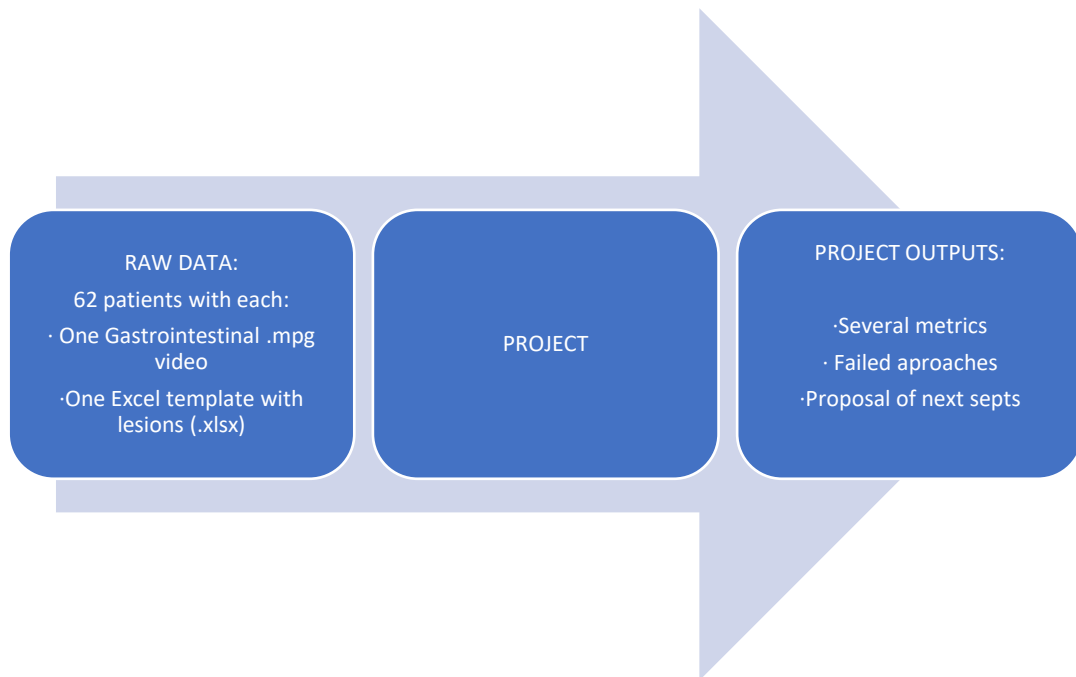 RAW DATA:
62 patients with each:
· One Gastrointestinal .mpg
video
·One Excel template with
lesions (.xlsx)
PROJECT
PROJECT OUTPUTS:
·Several metrics
· Failed aproaches
·Proposal of next septs